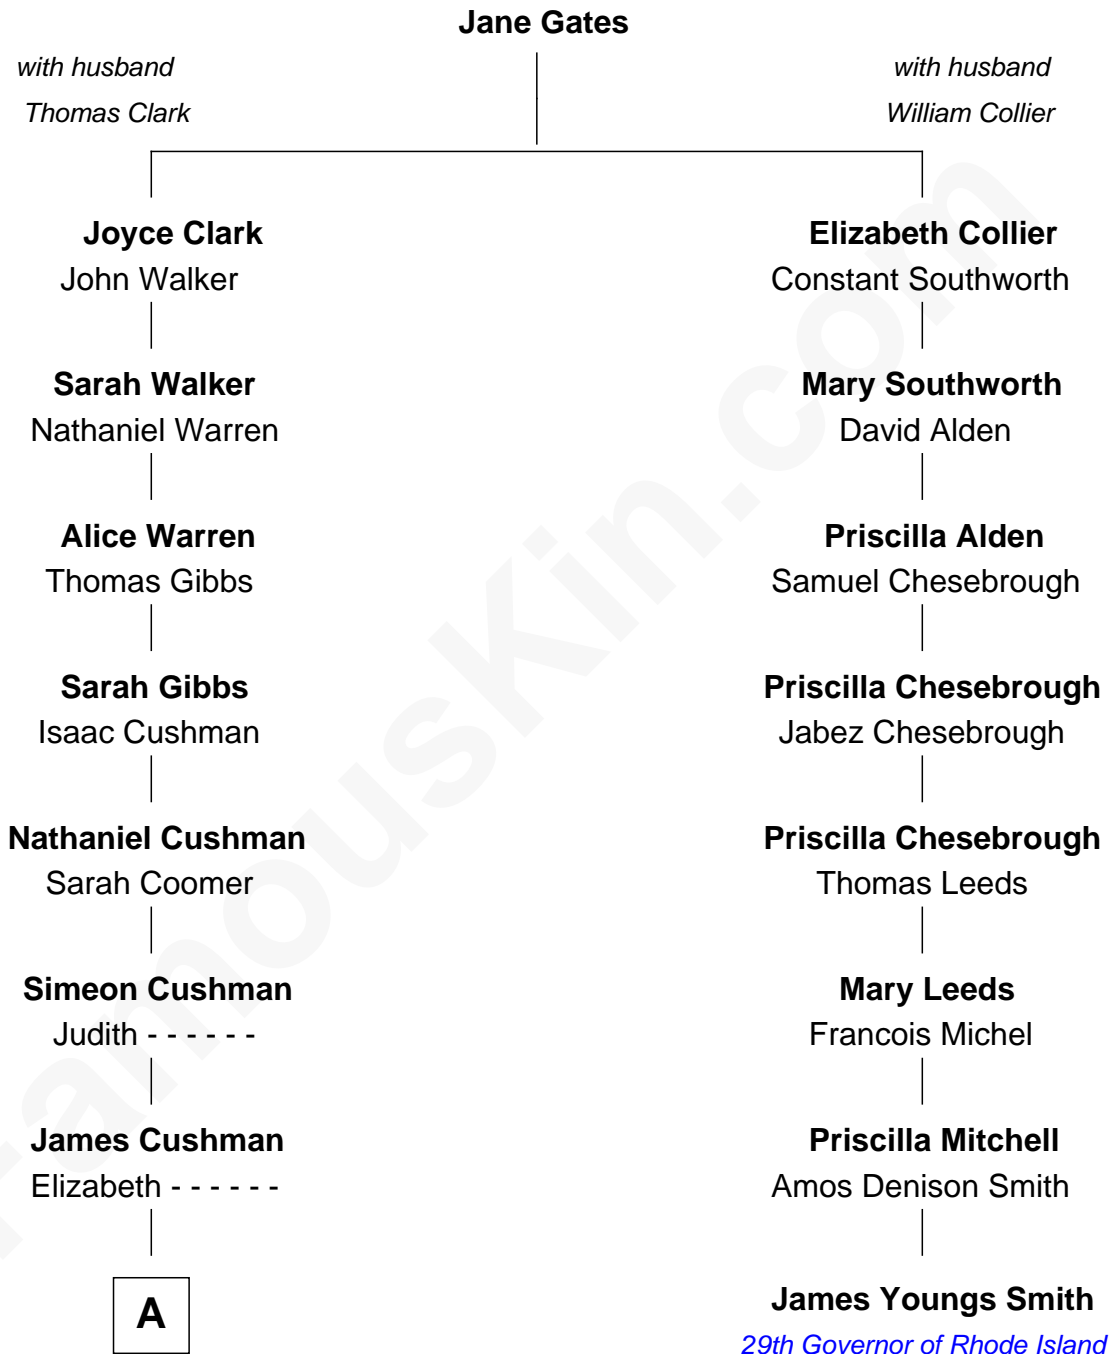 Jane Gates
with husband
Thomas Clark
with husband
William Collier
Joyce Clark
John Walker
Elizabeth Collier
Constant Southworth
Sarah Walker
Nathaniel Warren
Mary Southworth
David Alden
Alice Warren
Thomas Gibbs
Priscilla Alden
Samuel Chesebrough
Sarah Gibbs
Isaac Cushman
Priscilla Chesebrough
Jabez Chesebrough
Nathaniel Cushman
Sarah Coomer
Priscilla Chesebrough
Thomas Leeds
Simeon Cushman
Judith - - - - - -
Mary Leeds
Francois Michel
James Cushman
Elizabeth - - - - - -
Priscilla Mitchell
Amos Denison Smith
A
James Youngs Smith
29th Governor of Rhode Island
FamousKin.com